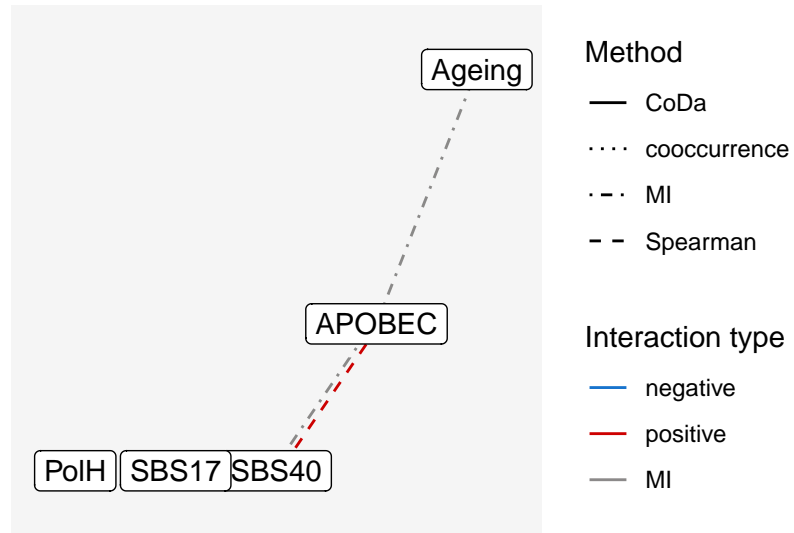 Ageing
APOBEC
PolH
SBS17
SBS40
Method
CoDa
cooccurrence
MI
Spearman
Interaction type
negative
positive
MI